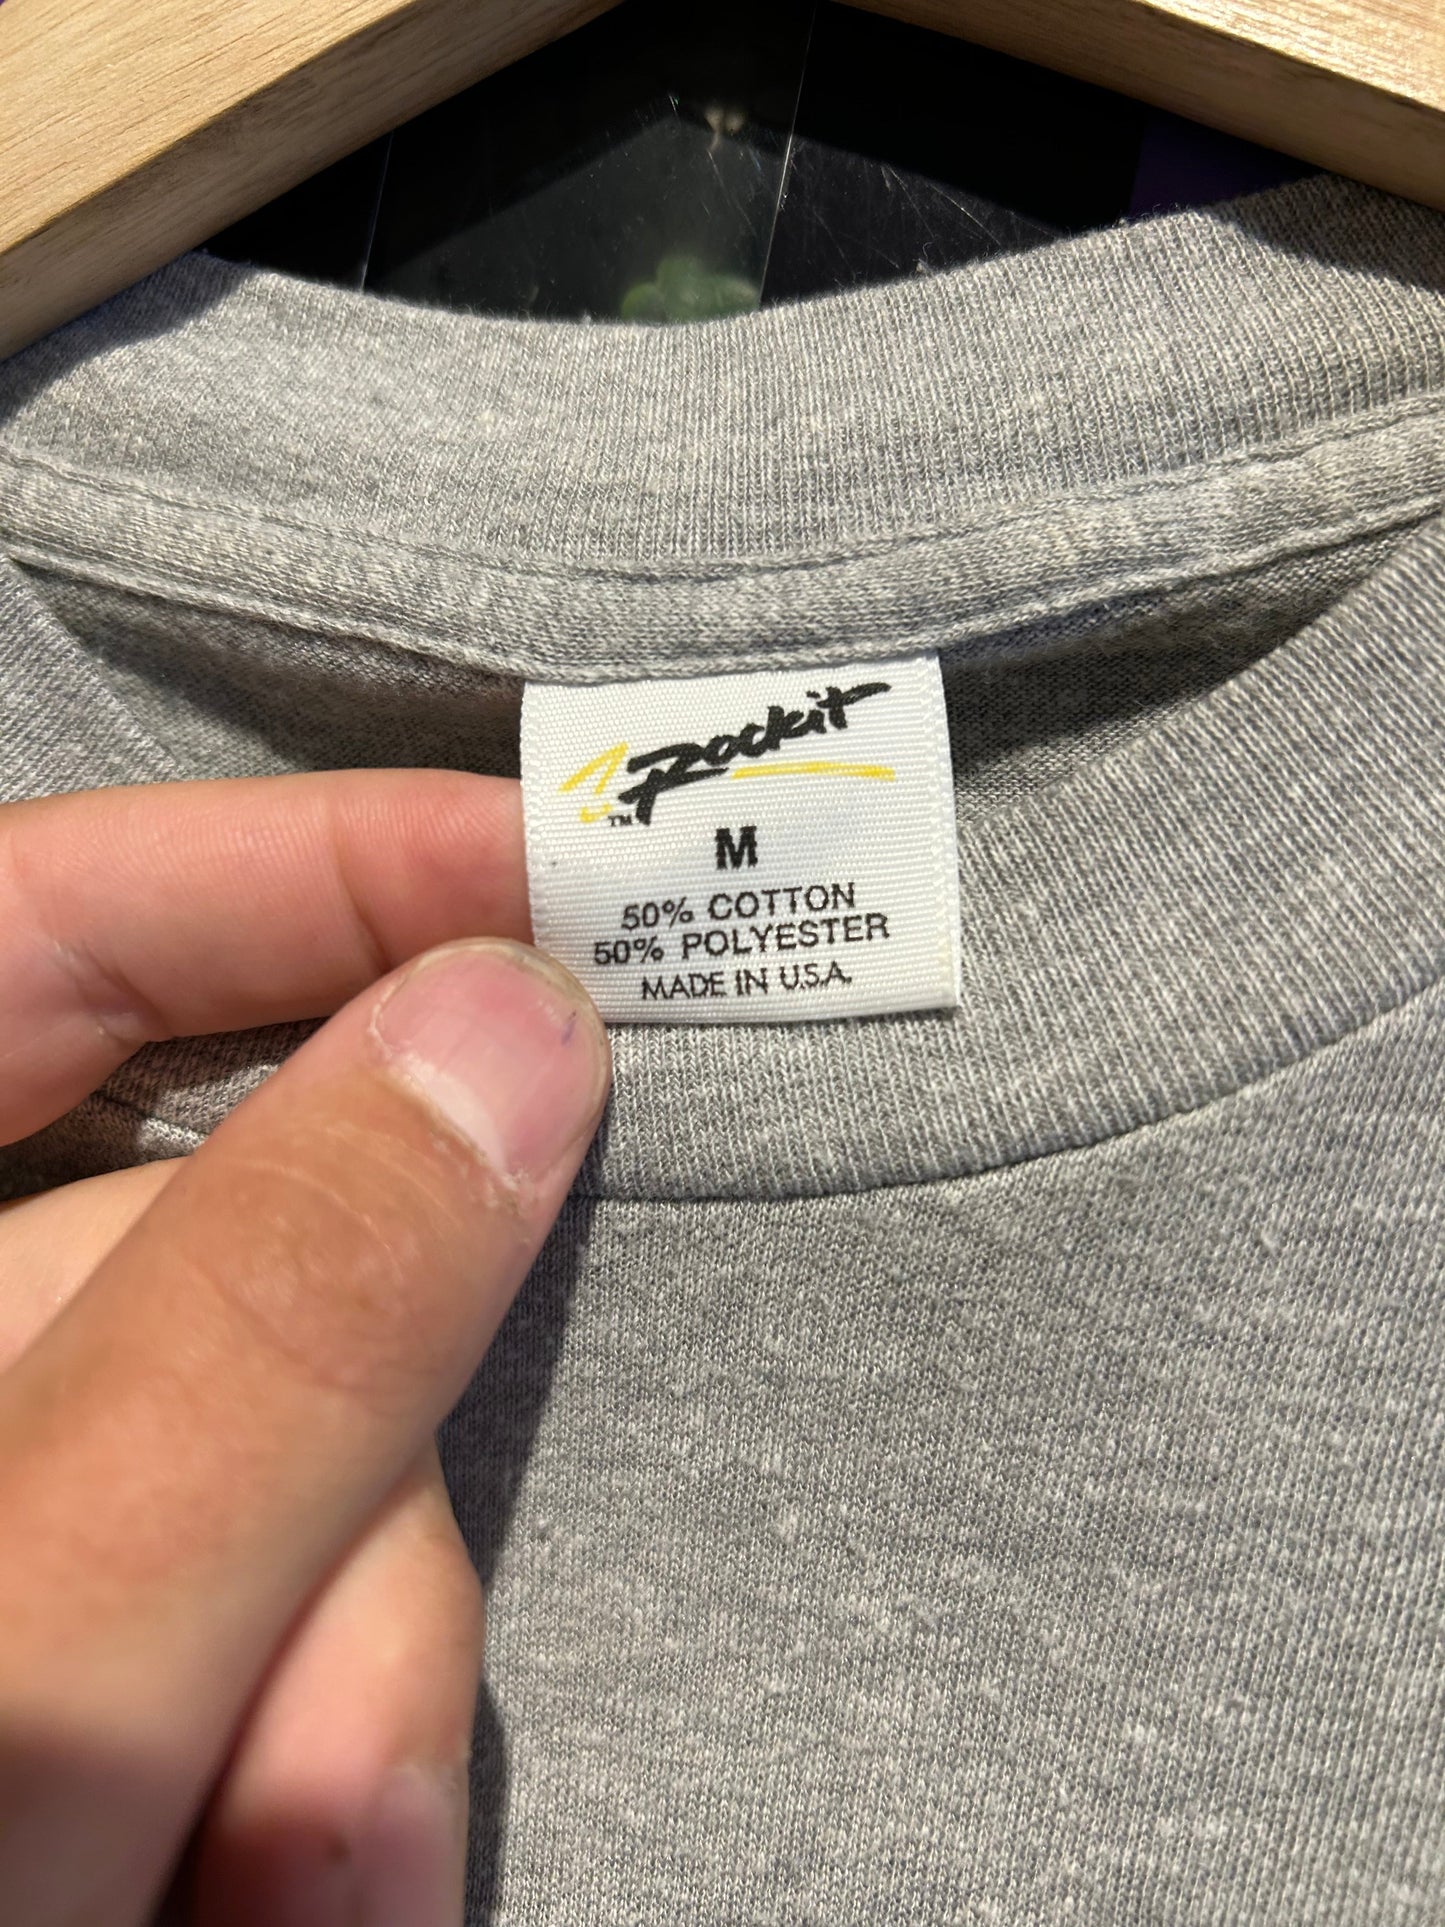 Rockit
TM
M
50% COTTON
50% POLYESTER
MADE IN U.S.A.